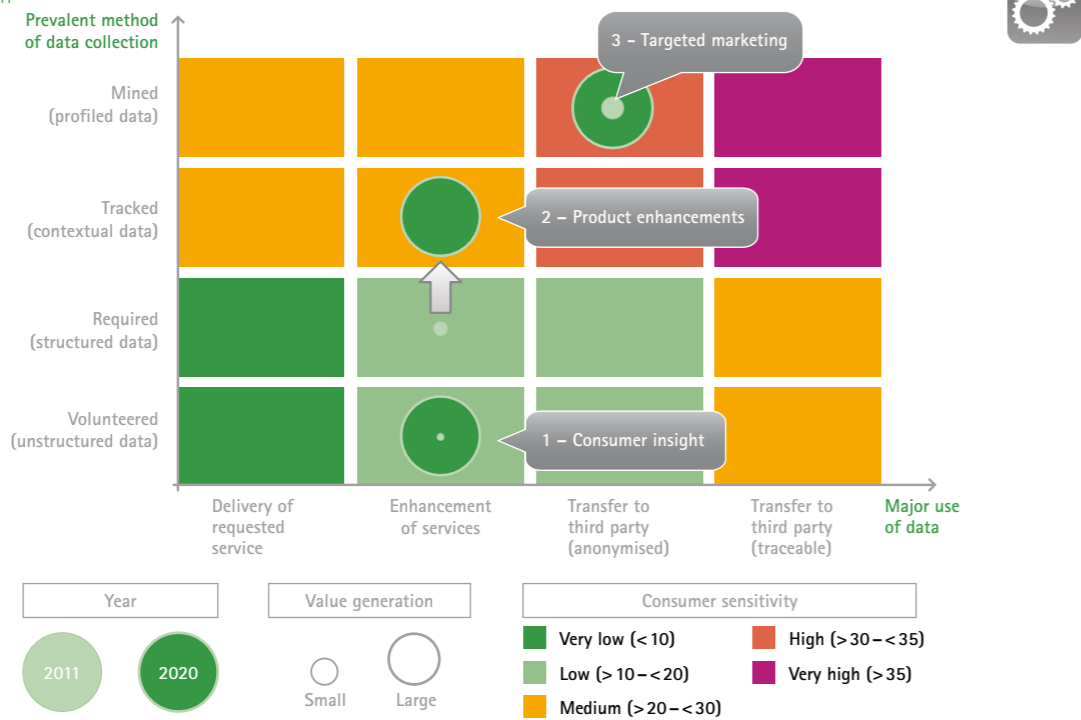 Prevalent method
of data collection
3 – Targeted marketing
Mined
(profiled data)
Tracked
(contextual data)
2 – Product enhancements
Required
(structured data)
Volunteered
(unstructured data)
1 – Consumer insight
Delivery of
requested
service
Enhancement
of services
Transfer to
third party
(anonymised)
Transfer to
third party
(traceable)
Major use
of data
Year
2011
2020
Value generation
Small
Large
Consumer sensitivity
Very low (<10)
Low (>10–<20)
Medium (>20–<30)
High (>30–<35)
Very high (>35)